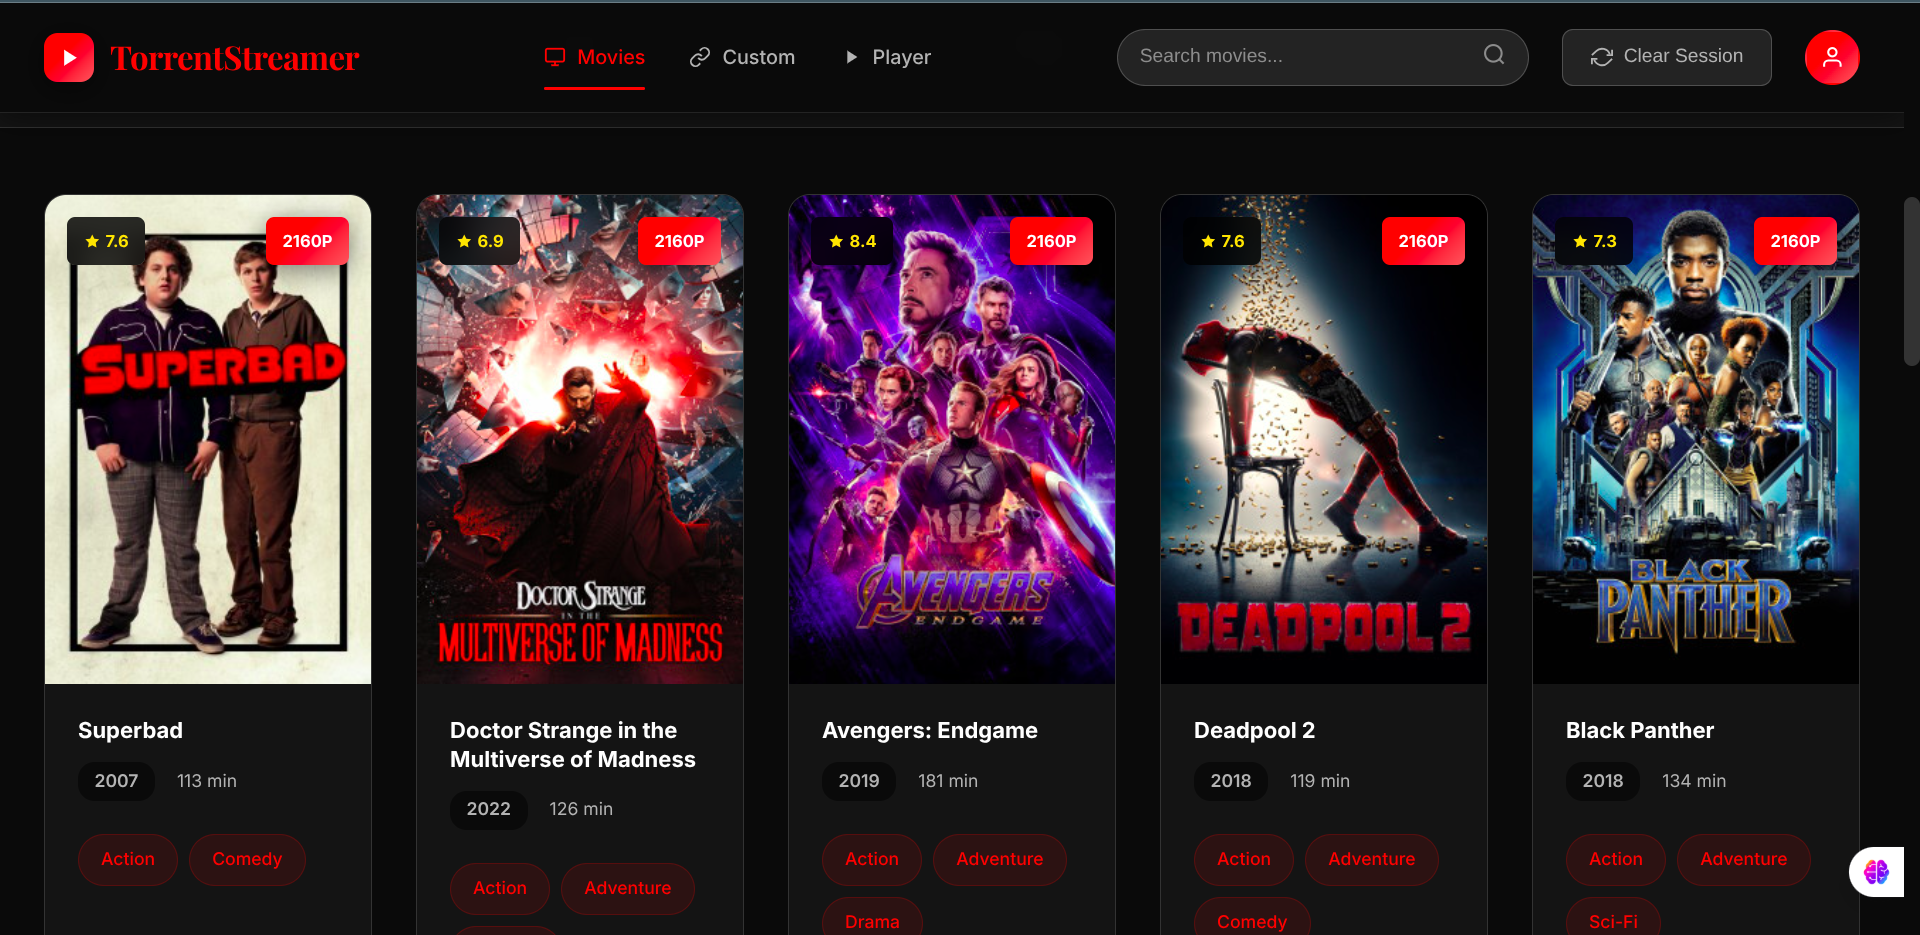 TorrentStreamer
Movies
Custom
Player
Search movies...
Clear Session
7.6
2160P
SUPERBAD
Superbad
2007 113 min
Action Comedy
6.9
2160P
DOCTOR STRANGE
IN THE
MULTIVERSE OF MADNESS
Doctor Strange in the
Multiverse of Madness
2022 126 min
Action Adventure
8.4
2160P
AVENGERS
ENDGAME
Avengers: Endgame
2019 181 min
Action Adventure
Drama
7.6
2160P
DEADPOOL 2
Deadpool 2
2018 119 min
Action Adventure
Comedy
7.3
2160P
BLACK
PANTHER
Black Panther
2018 134 min
Action Adventure
Sci-Fi